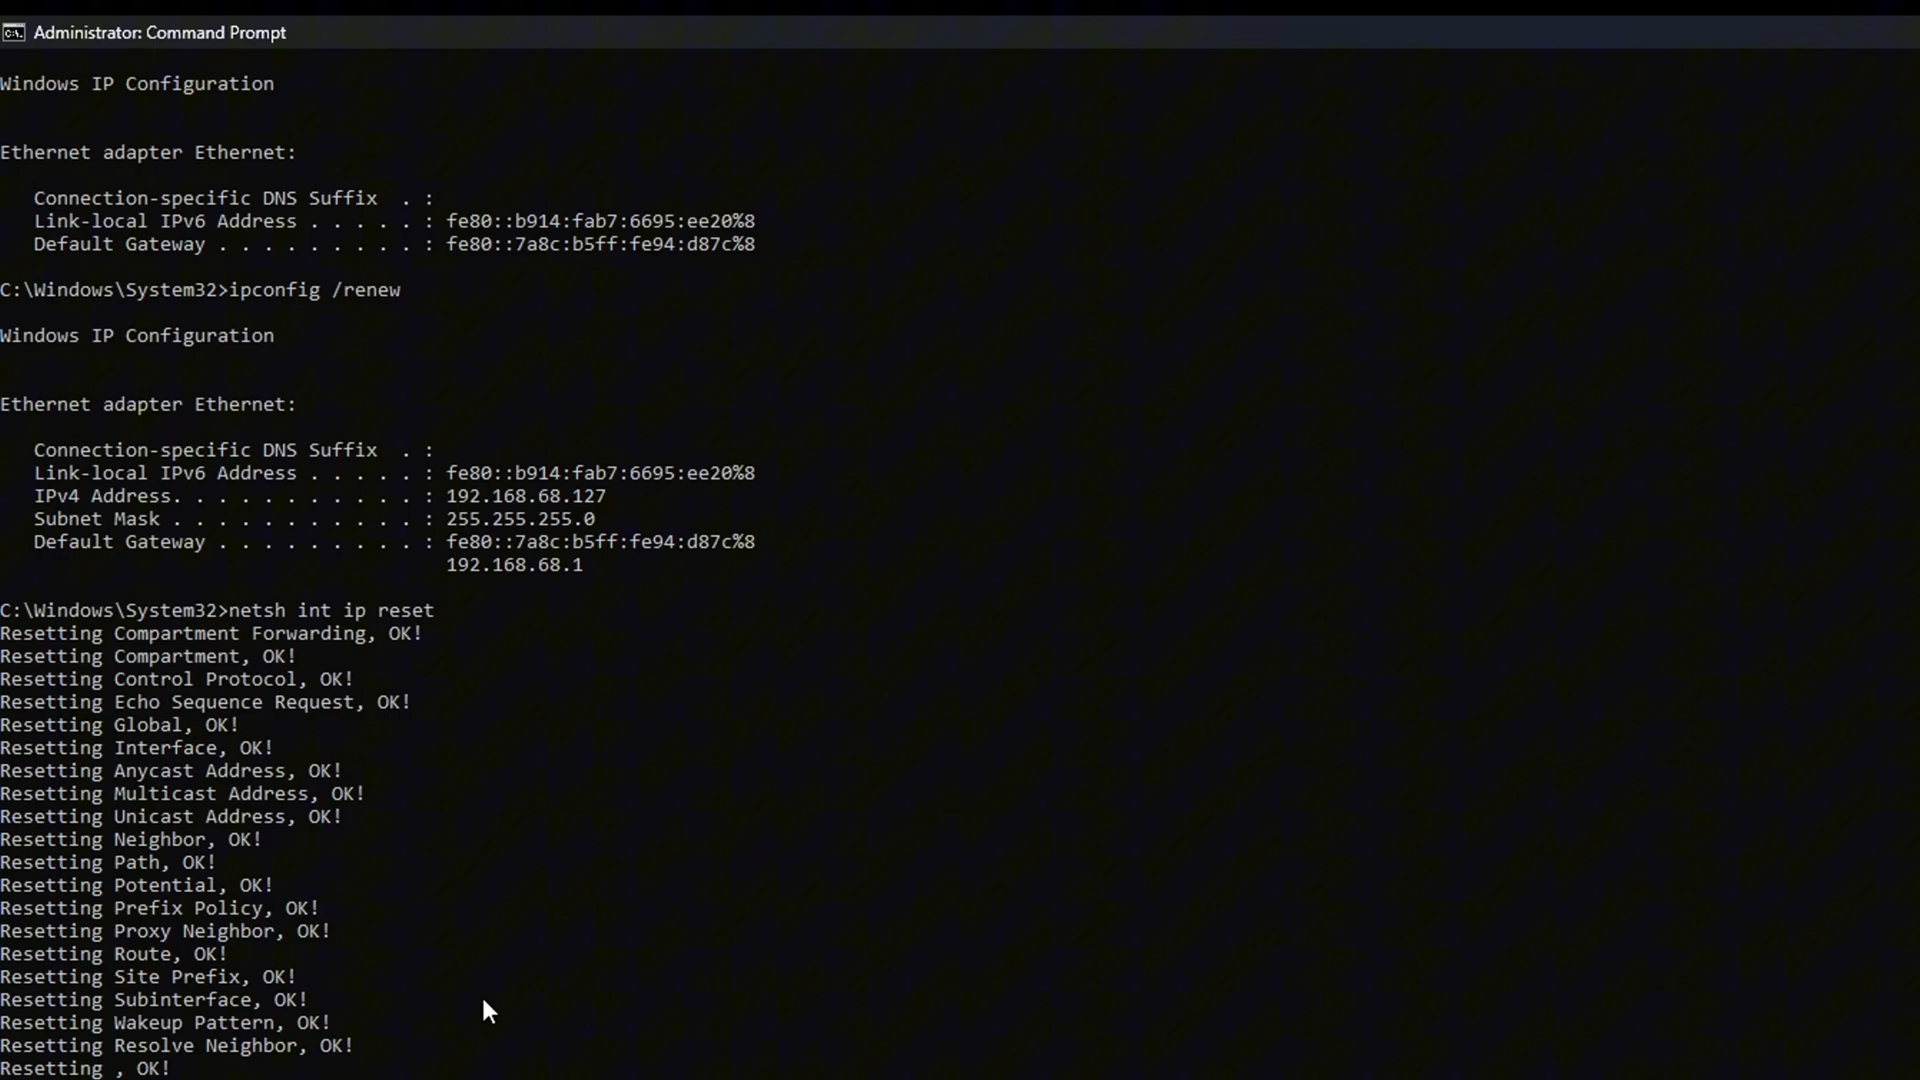 Administrator: Command Prompt
Windows IP Configuration
Ethernet adapter Ethernet:
Connection-specific DNS Suffix . :
Link-local IPv6 Address . . . . . : fe80::b914:fab7:6695:ee20%8
Default Gateway . . . . . . . . . : fe80::7a8c:b5ff:fe94:d87c%8
C:\Windows\System32>ipconfig /renew
Windows IP Configuration
Ethernet adapter Ethernet:
Connection-specific DNS Suffix . :
Link-local IPv6 Address . . . . . : fe80::b914:fab7:6695:ee20%8
IPv4 Address. . . . . . . . . . . : 192.168.68.127
Subnet Mask . . . . . . . . . . . : 255.255.255.0
Default Gateway . . . . . . . . . : fe80::7a8c:b5ff:fe94:d87c%8
192.168.68.1
C:\Windows\System32>netsh int ip reset
Resetting Compartment Forwarding, OK!
Resetting Compartment, OK!
Resetting Control Protocol, OK!
Resetting Echo Sequence Request, OK!
Resetting Global, OK!
Resetting Interface, OK!
Resetting Anycast Address, OK!
Resetting Multicast Address, OK!
Resetting Unicast Address, OK!
Resetting Neighbor, OK!
Resetting Path, OK!
Resetting Potential, OK!
Resetting Prefix Policy, OK!
Resetting Proxy Neighbor, OK!
Resetting Route, OK!
Resetting Site Prefix, OK!
Resetting Subinterface, OK!
Resetting Wakeup Pattern, OK!
Resetting Resolve Neighbor, OK!
Resetting , OK!